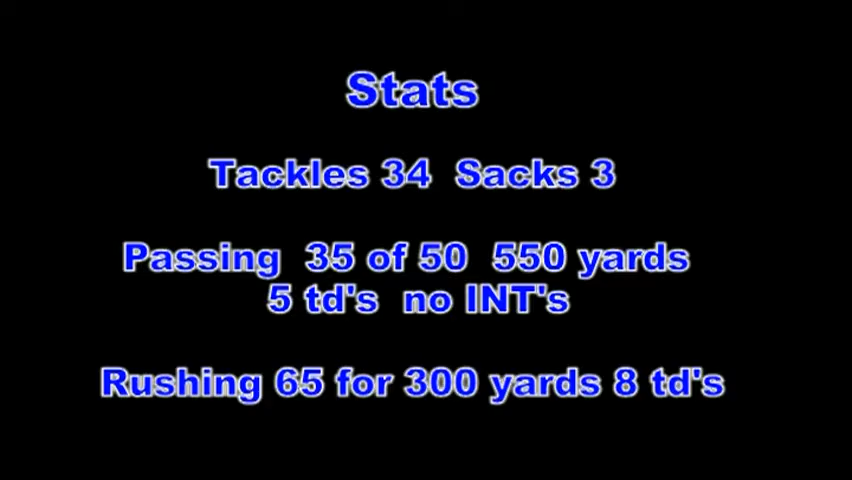 Stats
Tackles 34  Sacks 3
Passing  35 of 50  550 yards
5 td's  no INT's
Rushing 65 for 300 yards 8 td's